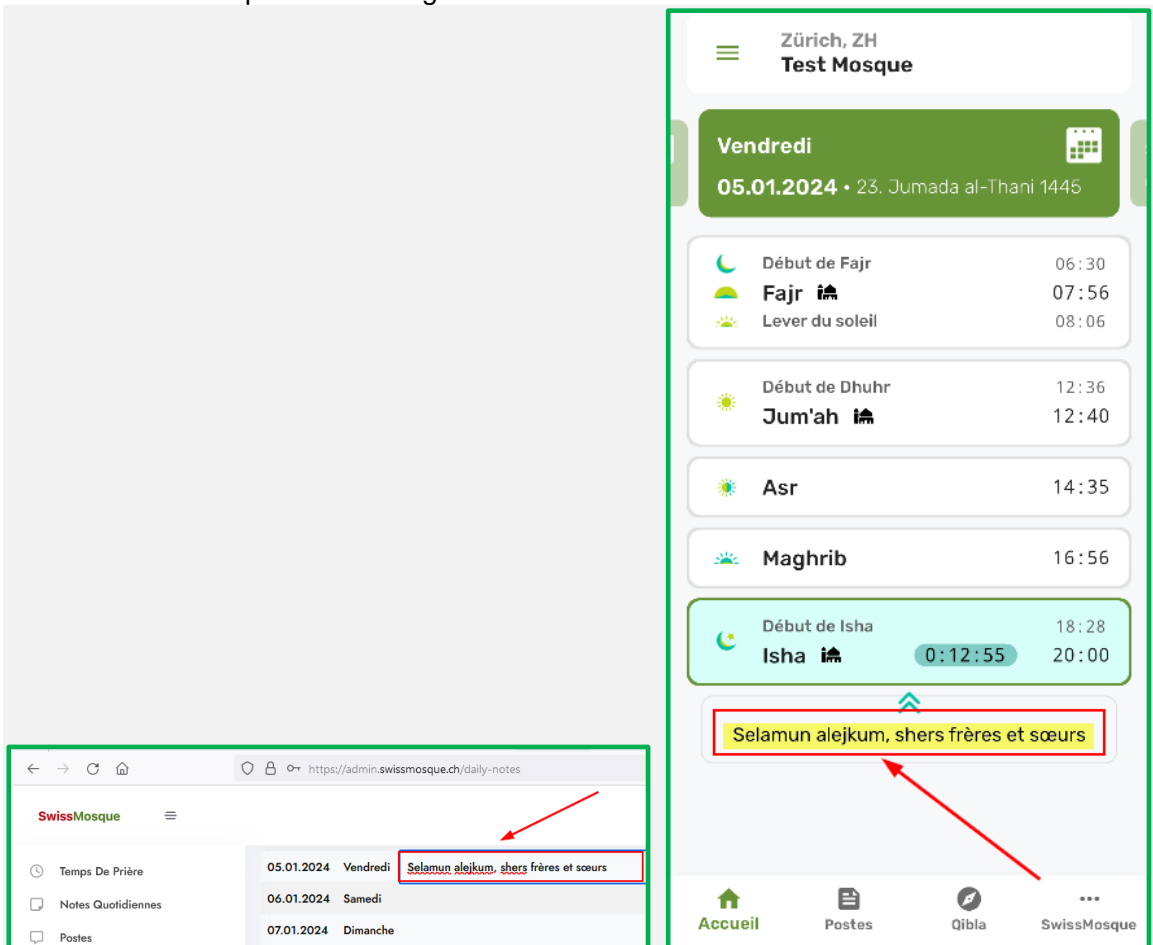 Zürich, ZH
Test Mosque
Vendredi
05.01.2024 • 23. Jumada al-Thani 1445
Début de Fajr 06:30
Fajr 07:56
Lever du soleil 08:06
Début de Dhuhr 12:36
Jum'ah 12:40
Asr 14:35
Maghrib 16:56
Début de Isha 18:28
Isha 0:12:55 20:00
Selamun alejkum, shers frères et sœurs
Accueil Postes Qibla SwissMosque
https://admin.swissmosque.ch/daily-notes
SwissMosque
Temps De Prière
Notes Quotidiennes
Postes
05.01.2024 Vendredi Selamun alejkum, shers frères et sœurs
06.01.2024 Samedi
07.01.2024 Dimanche